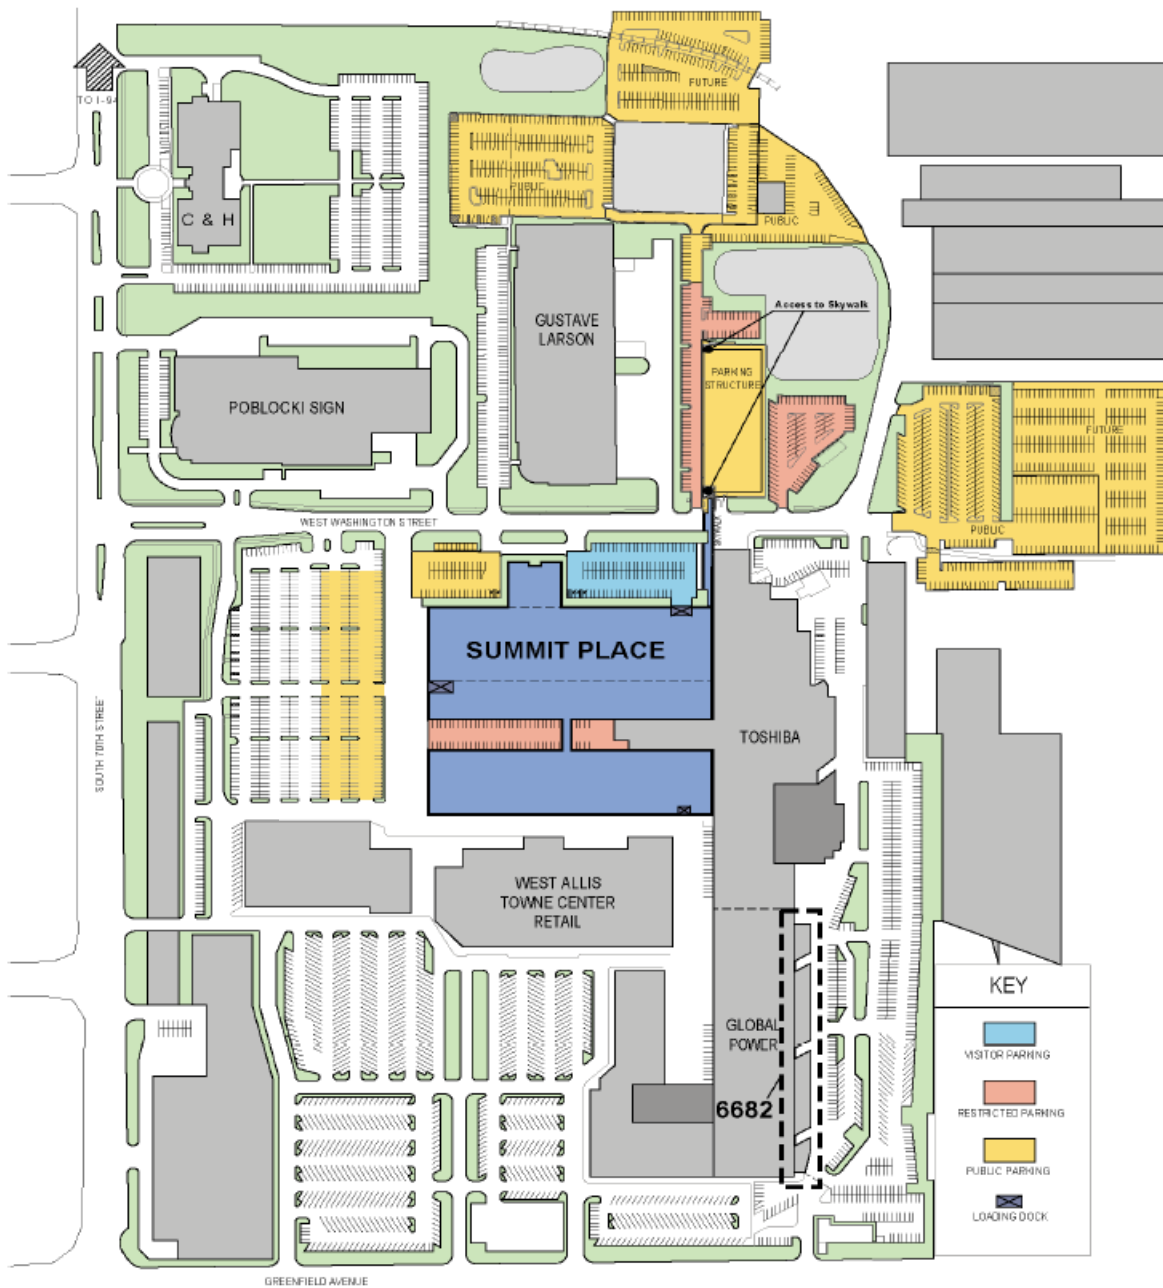 TO I-94
FUTURE
PUBLIC
PUBLIC
C & H
Access to Skywalk
GUSTAVE
LARSON
PARKING
STRUCTURE
POBLOCKI SIGN
FUTURE
WEST WASHINGTON STREET
PUBLIC
SKYWALK
SUMMIT PLACE
SOUTH 70TH STREET
TOSHIBA
WEST ALLIS
TOWNE CENTER
RETAIL
KEY
GLOBAL
POWER
VISITOR PARKING
6682
RESTRICTED PARKING
PUBLIC PARKING
LOADING DOCK
GREENFIELD AVENUE